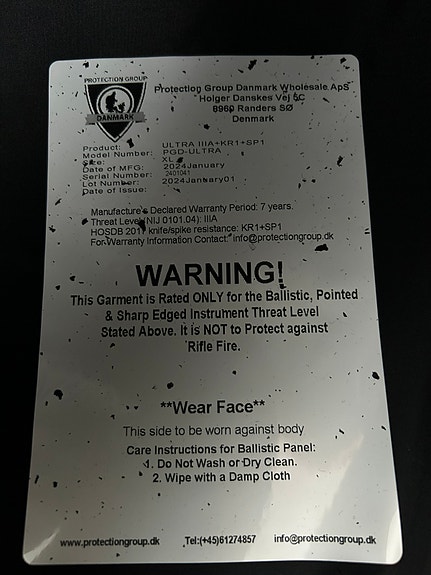 PROTECTION GROUP
DANMARK
Protection Group Danmark Wholesale ApS
Holger Danskes Vej 5C
8960 Randers SØ
Denmark
Product: ULTRA IIIA+KR1+SP1
Model Number: PGD-ULTRA
Size: XL
Date of MFG: 2024January
Serial Number: 2401041
Lot Number: 2024January01
Date of Issue:
Manufacture's Declared Warranty Period: 7 years.
Threat Level (NIJ 0101.04): IIIA
HOSDB 2017 knife/spike resistance: KR1+SP1
For Warranty Information Contact: info@protectiongroup.dk
WARNING!
This Garment is Rated ONLY for the Ballistic, Pointed
& Sharp Edged Instrument Threat Level
Stated Above. It is NOT to Protect against
Rifle Fire.
**Wear Face**
This side to be worn against body
Care Instructions for Ballistic Panel:
1. Do Not Wash or Dry Clean.
2. Wipe with a Damp Cloth
www.protectiongroup.dk Tel:(+45)61274857 info@protectiongroup.dk